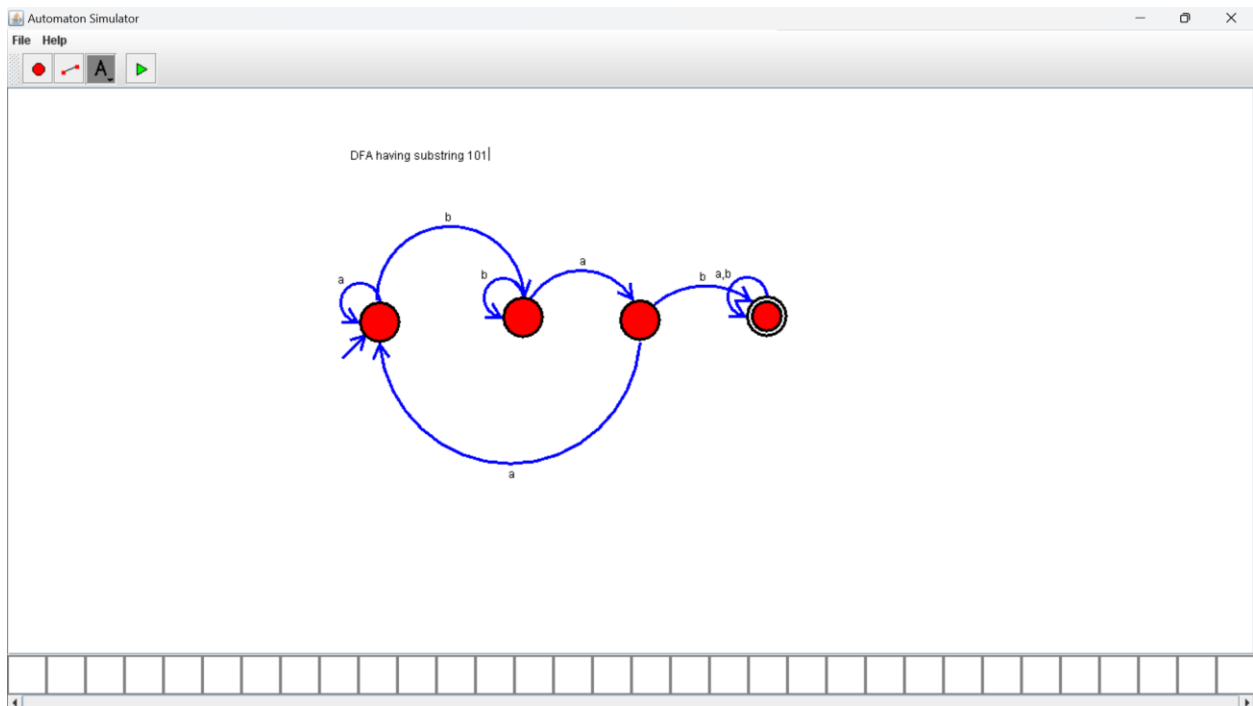 Automaton Simulator
File Help
A
DFA having substring 101
b
a
b
a
b
a,b
a